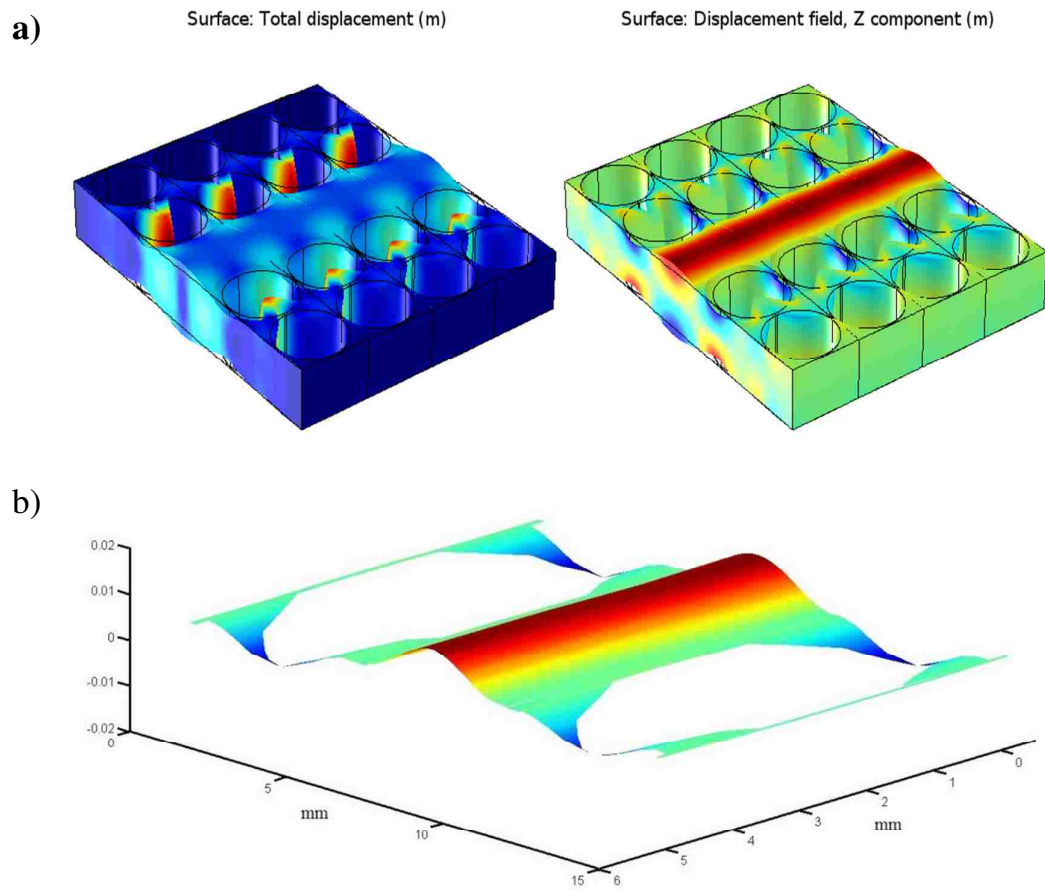 a)
Surface: Total displacement (m)
Surface: Displacement field, Z component (m)
b)
0.02
0.01
0
-0.01
-0.02
0
5
10
15
mm
6
5
4
3
2
1
0
mm